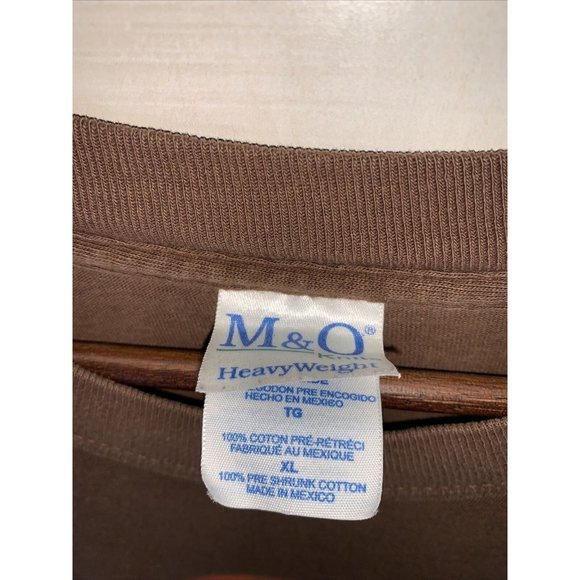 M&O®
Knits
HeavyWeight
ALGODON PRE ENCOGIDO
HECHO EN MEXICO
TG
100% COTON PRÉ-RÉTRÉCI
FABRIQUÉ AU MEXIQUE
XL
100% PRE SHRUNK COTTON
MADE IN MEXICO